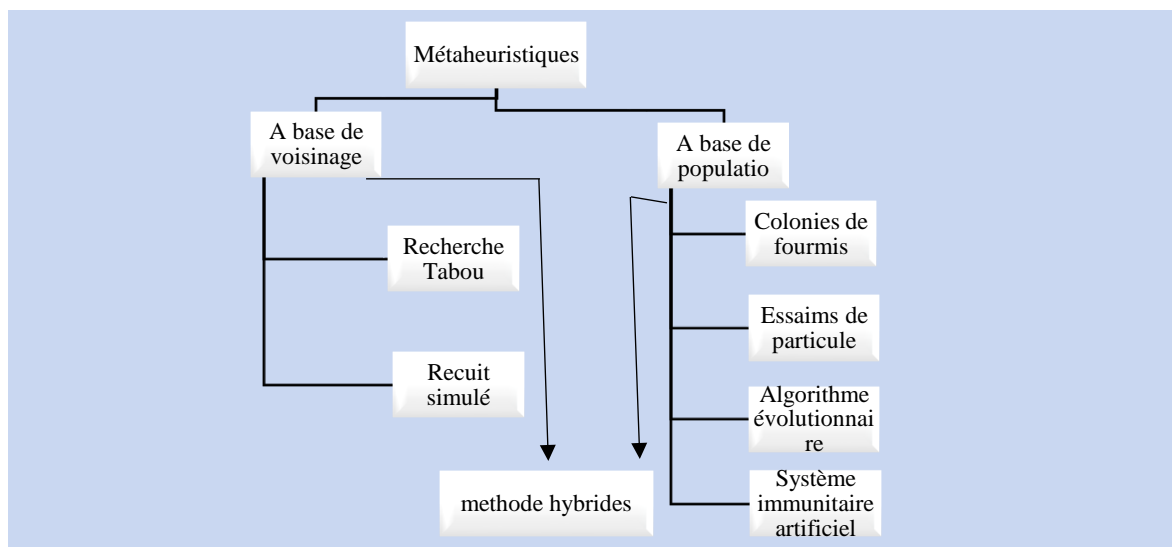 Métaheuristiques
A base de
voisinage
A base de
populatio
Recherche
Tabou
Recuit
simulé
Colonies de
fourmis
Essaims de
particule
Algorithme
évolutionnai
re
Système
immunitaire
artificiel
methode hybrides